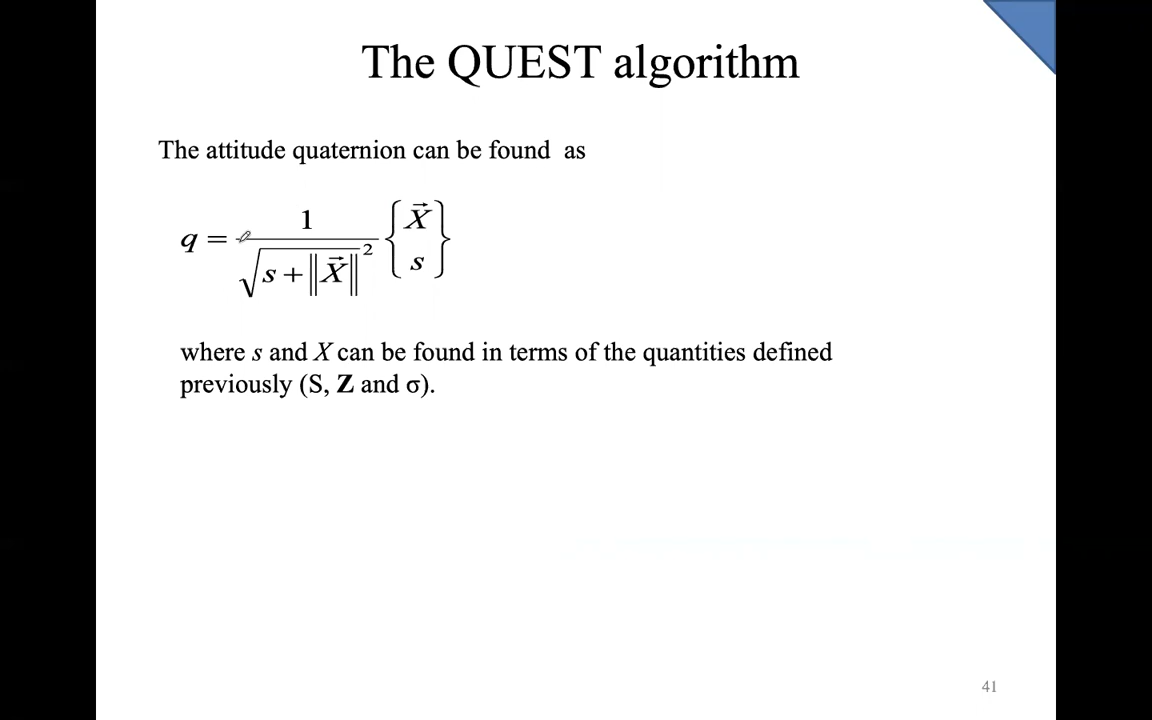 The QUEST algorithm
The attitude quaternion can be found as
q = 1 / √(s + ‖X⃗‖)² { X⃗ s }
where s and X can be found in terms of the quantities defined
previously (S, Z and σ).
41